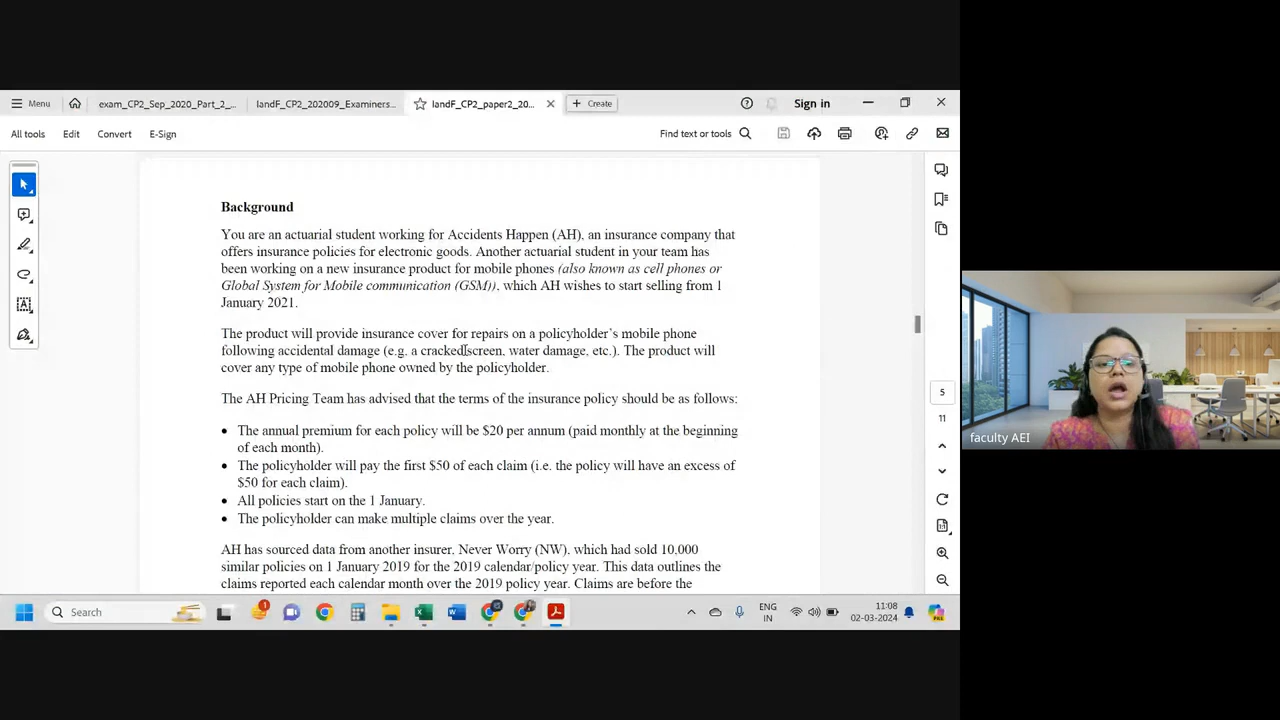 Menu
exam_CP2_Sep_2020_Part_2_...
IandF_CP2_202009_Examiners...
IandF_CP2_paper2_20...
Create
Sign in
All tools
Edit
Convert
E-Sign
Find text or tools
Background
You are an actuarial student working for Accidents Happen (AH), an insurance company that
offers insurance policies for electronic goods. Another actuarial student in your team has
been working on a new insurance product for mobile phones (also known as cell phones or
Global System for Mobile communication (GSM)), which AH wishes to start selling from 1
January 2021.
The product will provide insurance cover for repairs on a policyholder's mobile phone
following accidental damage (e.g. a cracked screen, water damage, etc.). The product will
cover any type of mobile phone owned by the policyholder.
The AH Pricing Team has advised that the terms of the insurance policy should be as follows:
• The annual premium for each policy will be $20 per annum (paid monthly at the beginning
of each month).
• The policyholder will pay the first $50 of each claim (i.e. the policy will have an excess of
$50 for each claim).
• All policies start on the 1 January.
• The policyholder can make multiple claims over the year.
AH has sourced data from another insurer, Never Worry (NW), which had sold 10,000
similar policies on 1 January 2019 for the 2019 calendar/policy year. This data outlines the
claims reported each calendar month over the 2019 policy year. Claims are before the
5
11
faculty AEI
Search
ENG
IN
11:08
02-03-2024